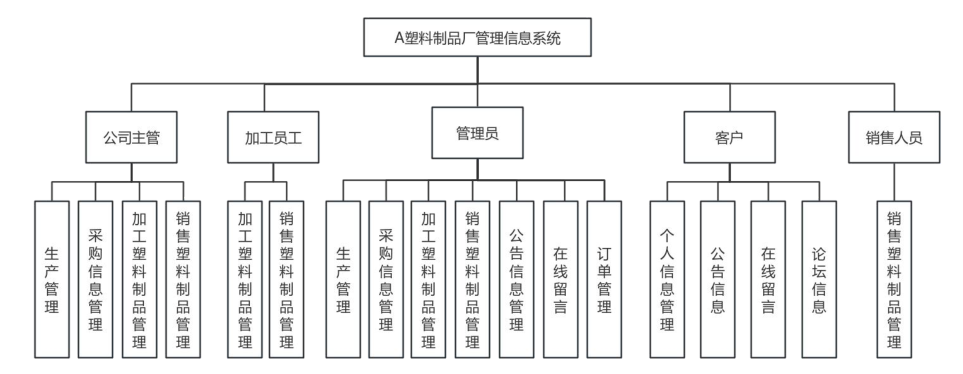 A塑料制品厂管理信息系统
公司主管
加工员工
管理员
客户
销售人员
生产管理
采购信息管理
加工塑料制品管理
销售塑料制品管理
加工塑料制品管理
销售塑料制品管理
生产管理
采购信息管理
加工塑料制品管理
销售塑料制品管理
公告信息管理
在线留言
订单管理
个人信息管理
公告信息
在线留言
论坛信息
销售塑料制品管理